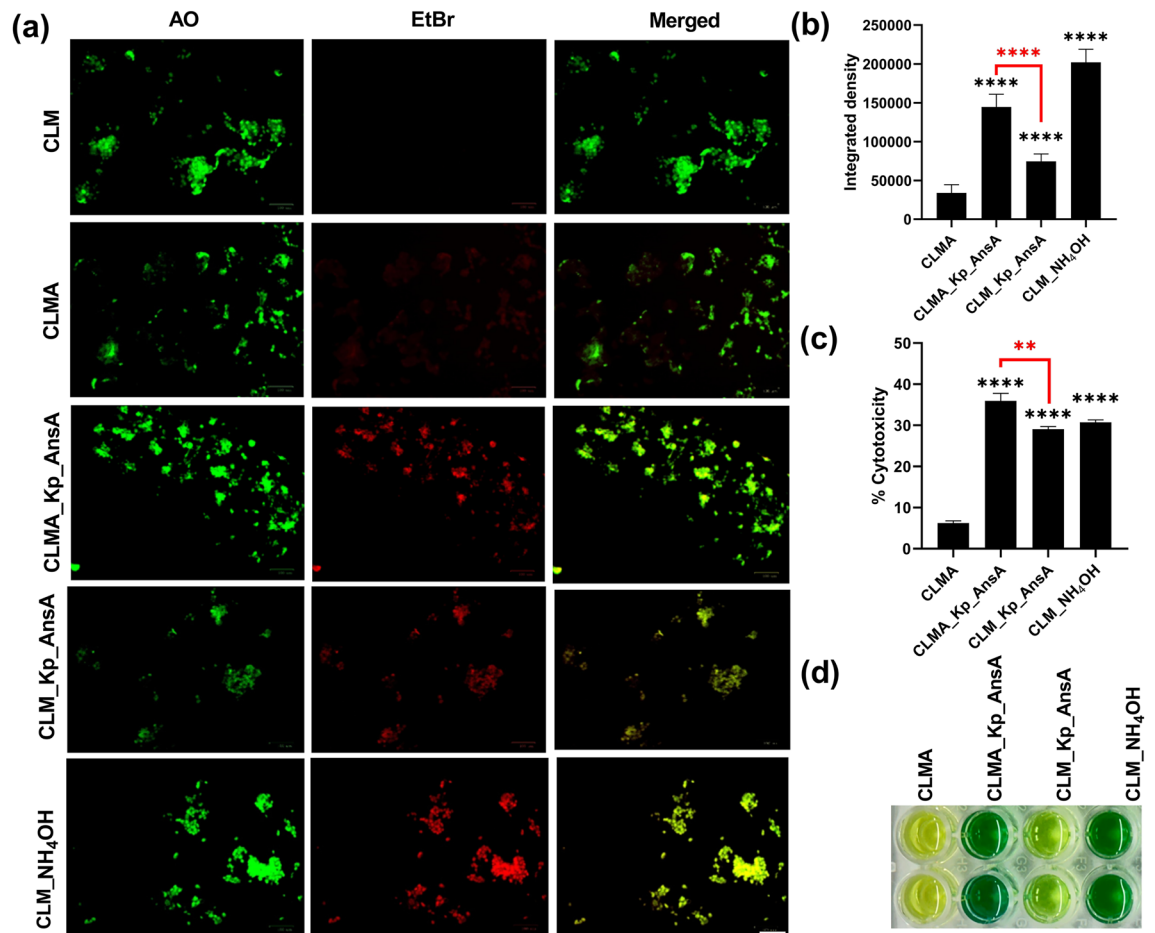 (a)
AO
EtBr
Merged
CLM
CLMA
CLMA_Kp_AnsA
CLM_Kp_AnsA
CLM_NH₄OH
(b)
Integrated density
250000
200000
150000
100000
50000
0
****
****
****
****
CLMA
CLMA_Kp_AnsA
CLM_Kp_AnsA
CLM_NH₄OH
(c)
% Cytotoxicity
50
40
30
20
10
0
**
****
****
****
CLMA
CLMA_Kp_AnsA
CLM_Kp_AnsA
CLM_NH₄OH
(d)
CLMA
CLMA_Kp_AnsA
CLM_Kp_AnsA
CLM_NH₄OH